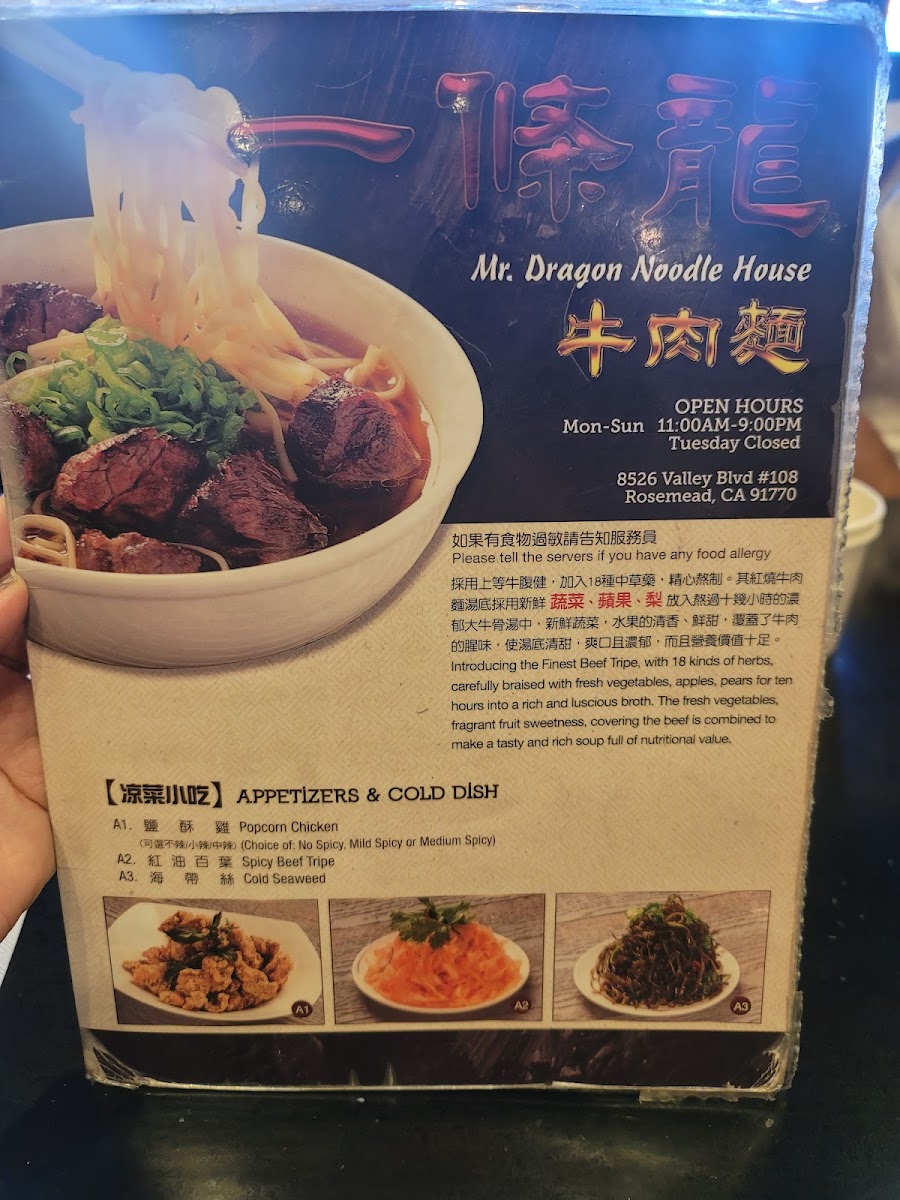 一條龍
Mr. Dragon Noodle House
牛肉麵
OPEN HOURS
Mon-Sun 11:00AM-9:00PM
Tuesday Closed
8526 Valley Blvd #108
Rosemead, CA 91770
如果有食物過敏請告知服務員
Please tell the servers if you have any food allergy
採用上等牛腹健，加入18種中草藥，精心熬制。其紅燒牛肉
麵湯底採用新鮮 蔬菜、蘋果、梨 放入熬過十幾小時的濃
郁大牛骨湯中，新鮮蔬菜，水果的清香、鮮甜，覆蓋了牛肉
的腥味，使湯底清甜，爽口且濃郁，而且營養價值十足。
Introducing the Finest Beef Tripe, with 18 kinds of herbs,
carefully braised with fresh vegetables, apples, pears for ten
hours into a rich and luscious broth. The fresh vegetables,
fragrant fruit sweetness, covering the beef is combined to
make a tasty and rich soup full of nutritional value.
【凉菜小吃】 APPETIZERS & COLD DISH
A1. 鹽酥雞 Popcorn Chicken
(可選不辣/小辣/中辣) (Choice of: No Spicy, Mild Spicy or Medium Spicy)
A2. 紅油百葉 Spicy Beef Tripe
A3. 海帶絲 Cold Seaweed
A1 A2 A3